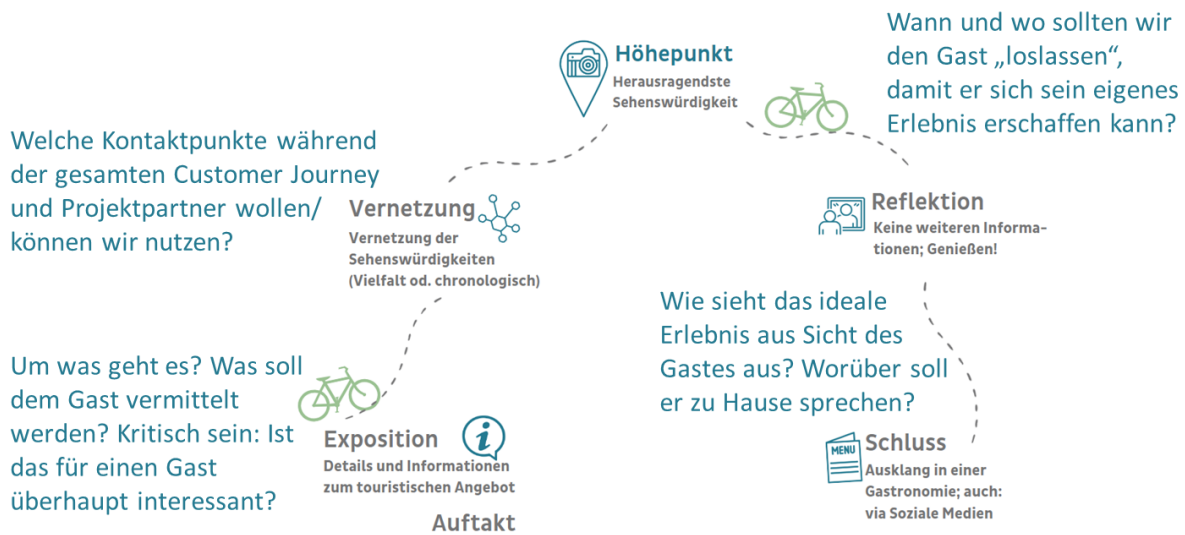 Höhepunkt
Herausragendste
Sehenswürdigkeit
Wann und wo sollten wir
den Gast „loslassen“,
damit er sich sein eigenes
Erlebnis erschaffen kann?
Welche Kontaktpunkte während
der gesamten Customer Journey
und Projektpartner wollen/
können wir nutzen?
Vernetzung
Vernetzung der
Sehenswürdigkeiten
(Vielfalt od. chronologisch)
Reflektion
Keine weiteren Informa-
tionen; Genießen!
Wie sieht das ideale
Erlebnis aus Sicht des
Gastes aus? Worüber soll
er zu Hause sprechen?
Um was geht es? Was soll
dem Gast vermittelt
werden? Kritisch sein: Ist
das für einen Gast
überhaupt interessant?
Exposition
Details und Informationen
zum touristischen Angebot
Auftakt
MENU
Schluss
Ausklang in einer
Gastronomie; auch:
via Soziale Medien